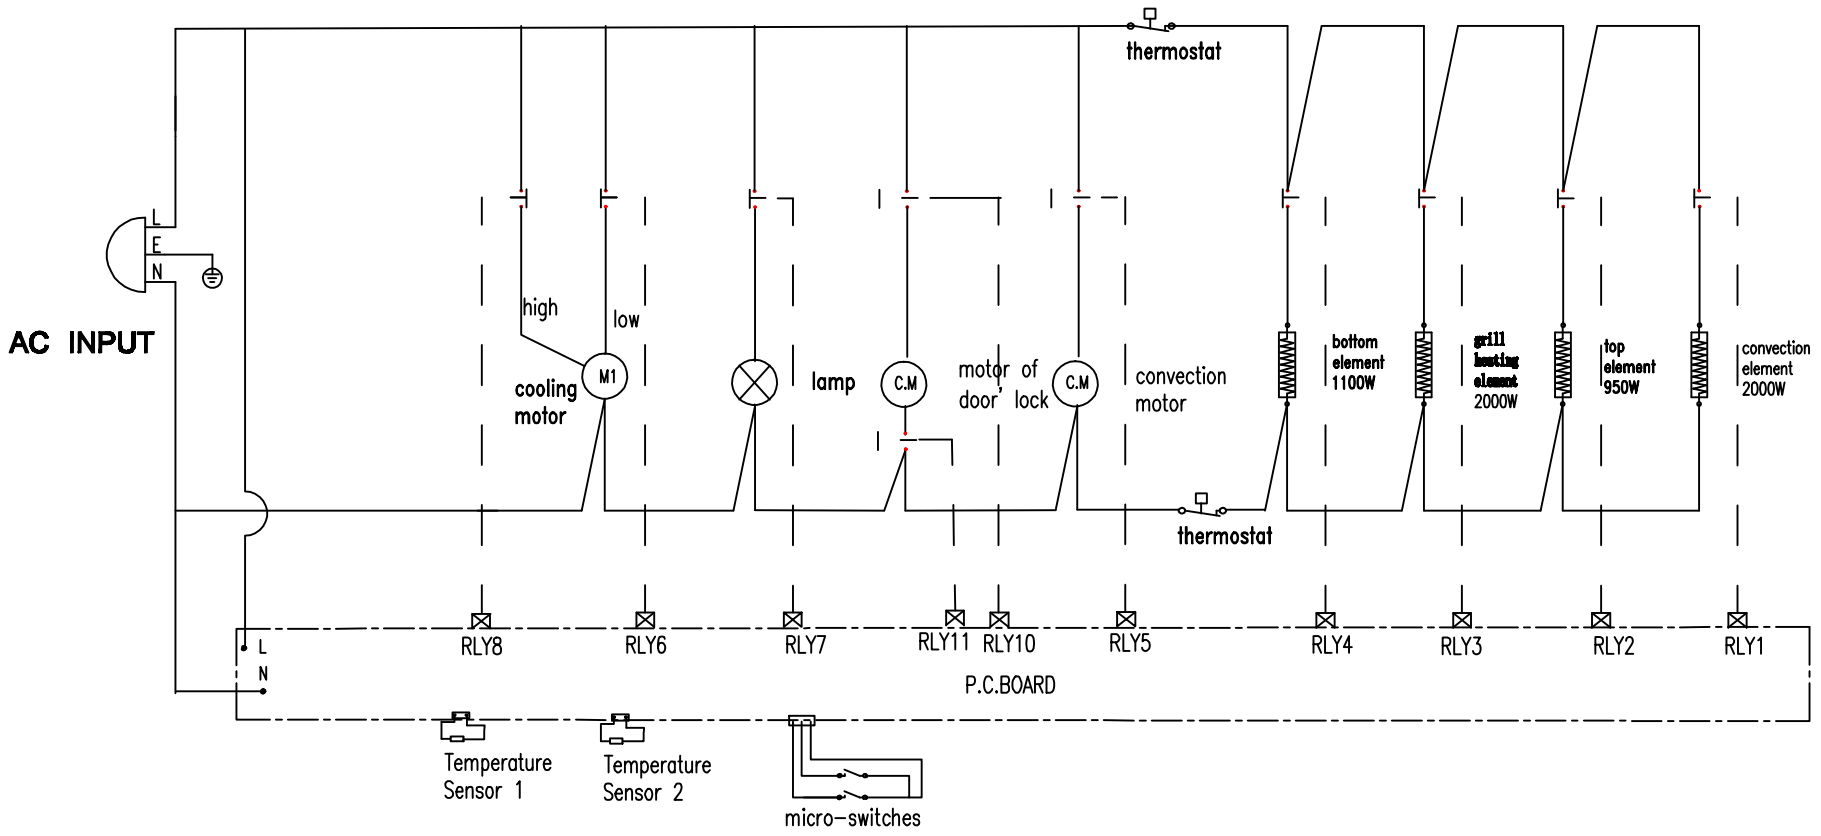 thermostat
L
E
N
AC INPUT
high
low
M1
cooling
motor
lamp
C.M
motor of
door' lock
C.M
convection
motor
bottom
element
1100W
grill
heating
element
2000W
top
element
950W
convection
element
2000W
thermostat
RLY8
RLY6
RLY7
RLY11
RLY10
RLY5
RLY4
RLY3
RLY2
RLY1
L
N
P.C.BOARD
Temperature
Sensor 1
Temperature
Sensor 2
micro-switches